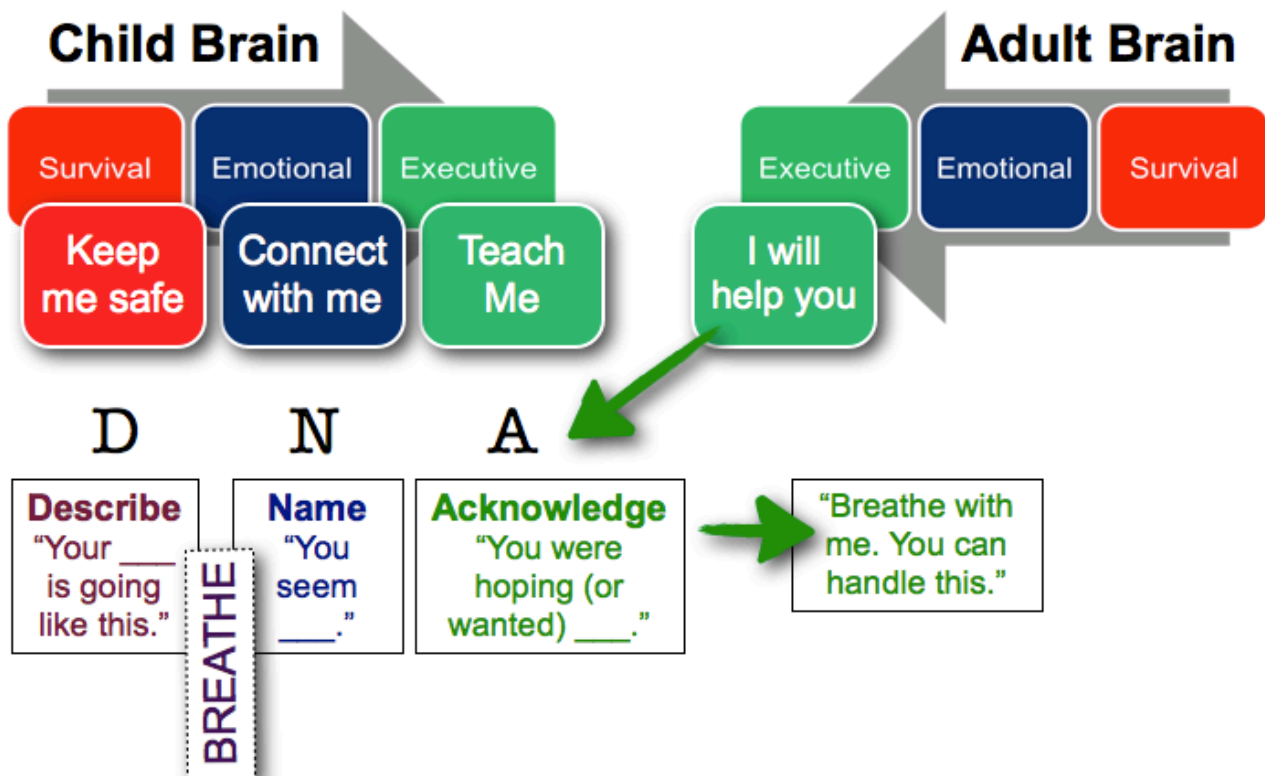 Child Brain
Adult Brain
Survival
Emotional
Executive
Executive
Emotional
Survival
Keep
me safe
Connect
with me
Teach
Me
I will
help you
D
N
A
Describe
“Your ___
is going
like this.”
BREATHE
Name
“You
seem
___.”
Acknowledge
“You were
hoping (or
wanted) ___.”
“Breathe with
me. You can
handle this.”